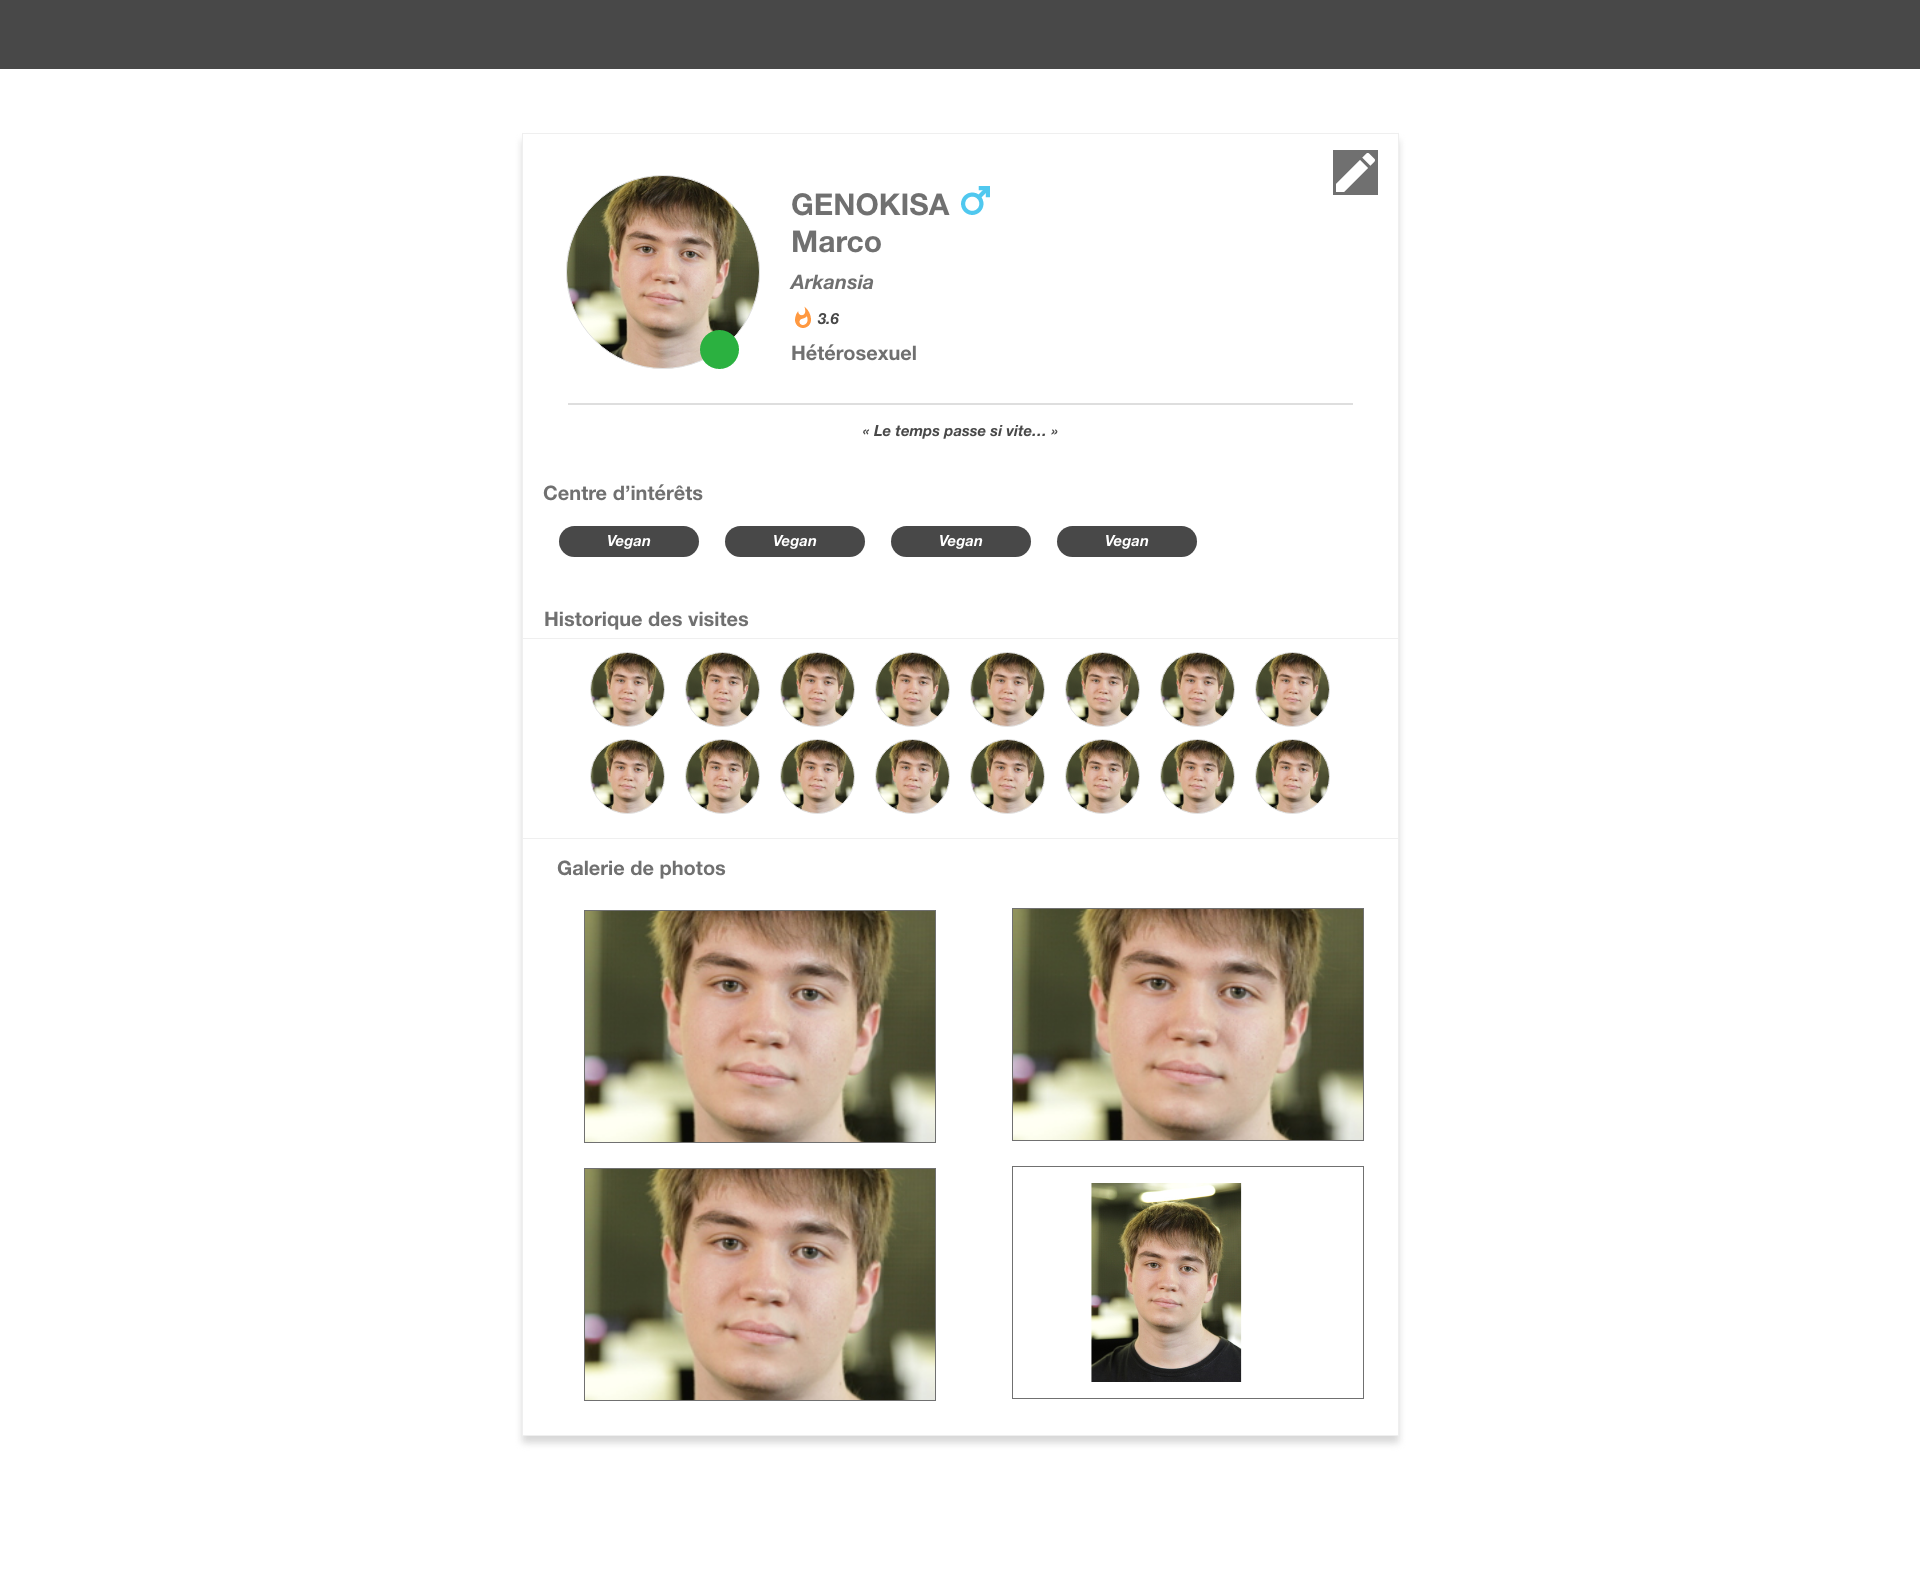 GENOKISA
Marco
Arkansia
3.6
Hétérosexuel
« Le temps passe si vite… »
Centre d’intérêts
Vegan Vegan Vegan Vegan
Historique des visites
Galerie de photos